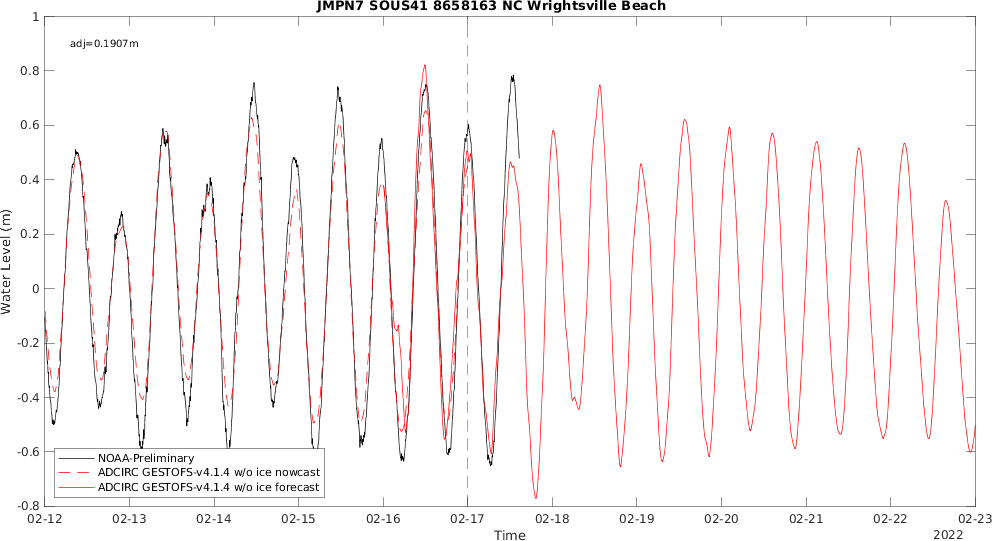 JMPN7 SOUS41 8658163 NC Wrightsville Beach
adj=0.1907m
Water Level (m)
1
0.8
0.6
0.4
0.2
0
-0.2
-0.4
-0.6
-0.8
NOAA-Preliminary
ADCIRC GESTOFS-v4.1.4 w/o ice nowcast
ADCIRC GESTOFS-v4.1.4 w/o ice forecast
02-12 02-13 02-14 02-15 02-16 02-17 02-18 02-19 02-20 02-21 02-22 02-23
Time
2022